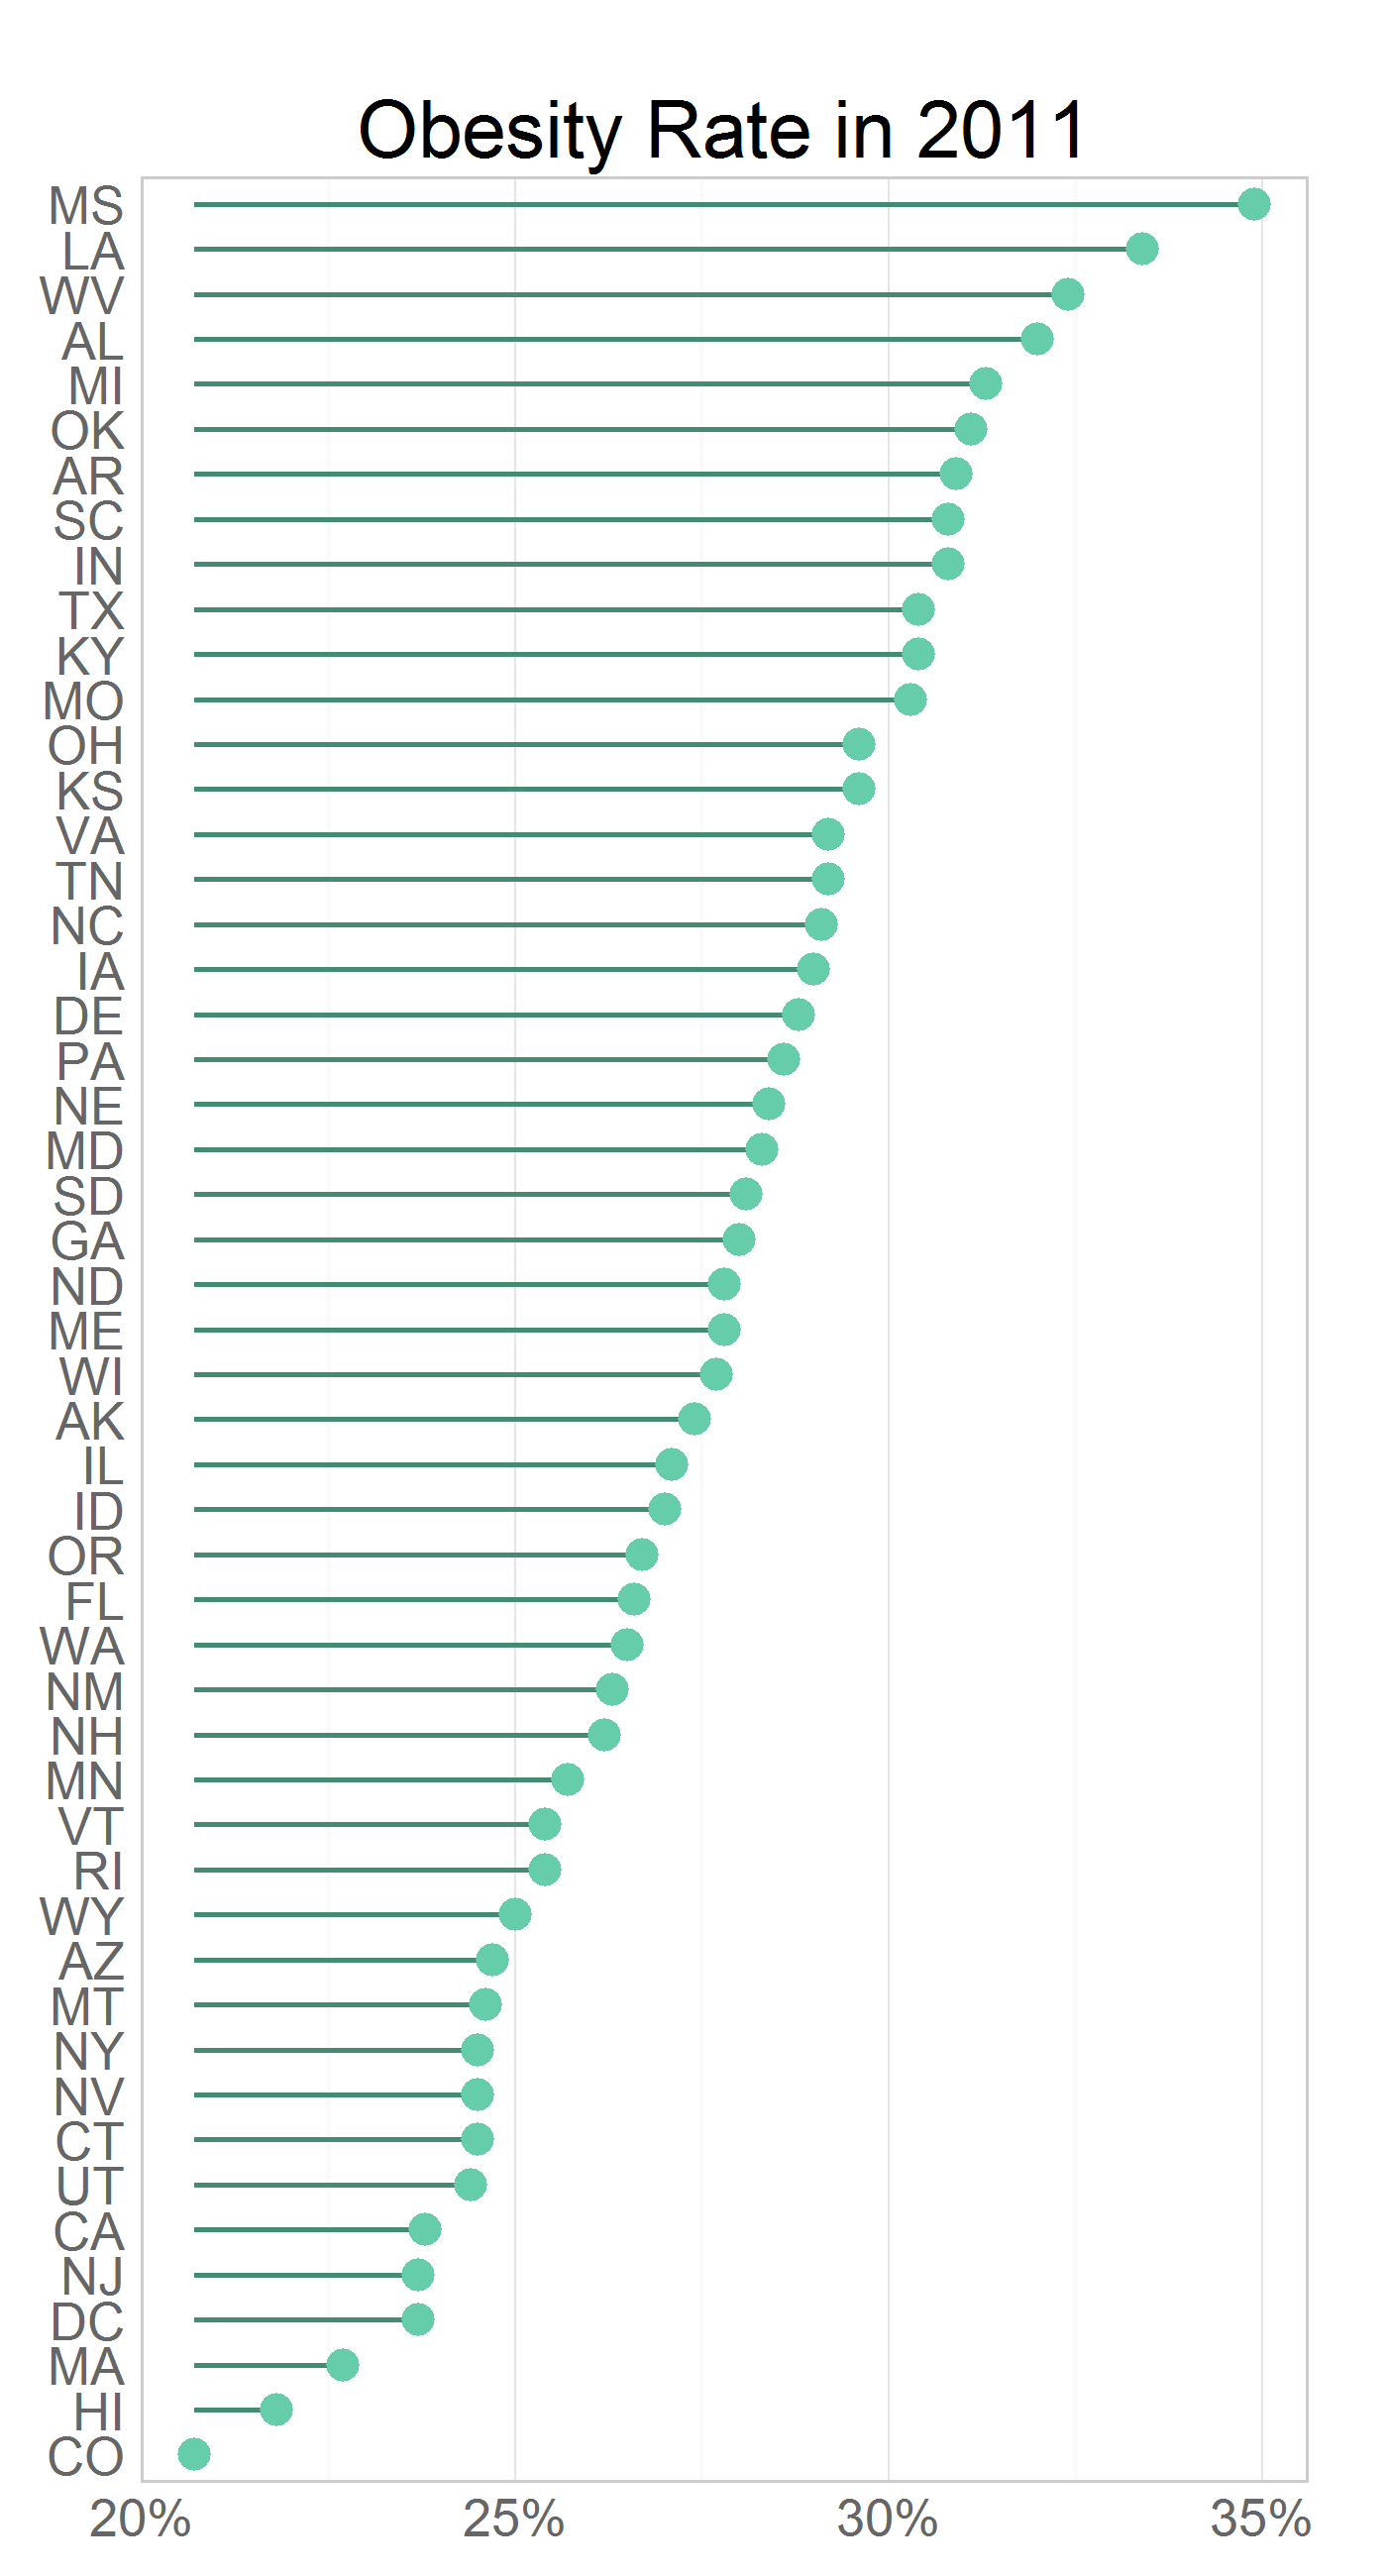 Obesity Rate in 2011
MS
LA
WV
AL
MI
OK
AR
SC
IN
TX
KY
MO
OH
KS
VA
TN
NC
IA
DE
PA
NE
MD
SD
GA
ND
ME
WI
AK
IL
ID
OR
FL
WA
NM
NH
MN
VT
RI
WY
AZ
MT
NY
NV
CT
UT
CA
NJ
DC
MA
HI
CO
20% 25% 30% 35%